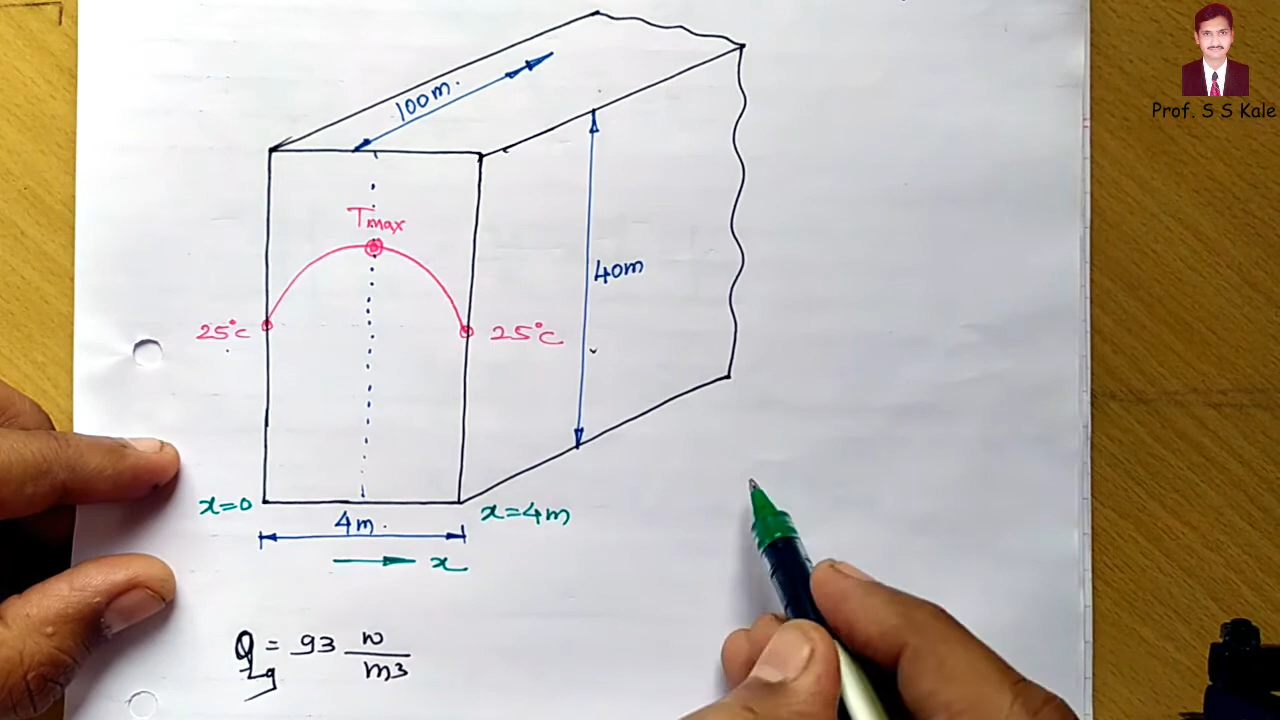 Prof. S S Kale
100m.
Tmax
40m
25°c
25°c
x=0
x=4m
4m.
x
qg = 93 w/m3